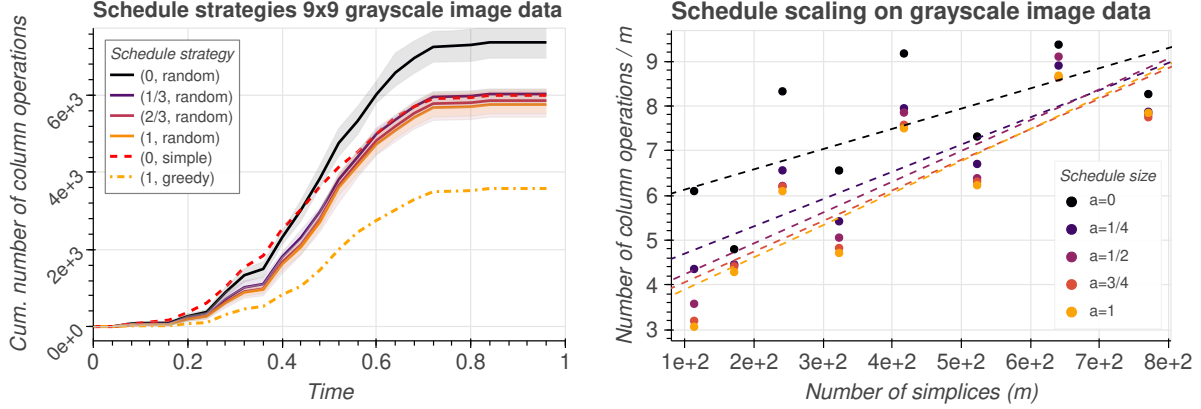 Schedule strategies 9x9 grayscale image data
Cum. number of column operations
6e+3
4e+3
2e+3
0e+0
Schedule strategy
(0, random)
(1/3, random)
(2/3, random)
(1, random)
(0, simple)
(1, greedy)
0
0.2
0.4
0.6
0.8
1
Time
Schedule scaling on grayscale image data
Number of column operations / m
9
8
7
6
5
4
3
Schedule size
a=0
a=1/4
a=1/2
a=3/4
a=1
1e+2
2e+2
3e+2
4e+2
5e+2
6e+2
7e+2
8e+2
Number of simplices (m)